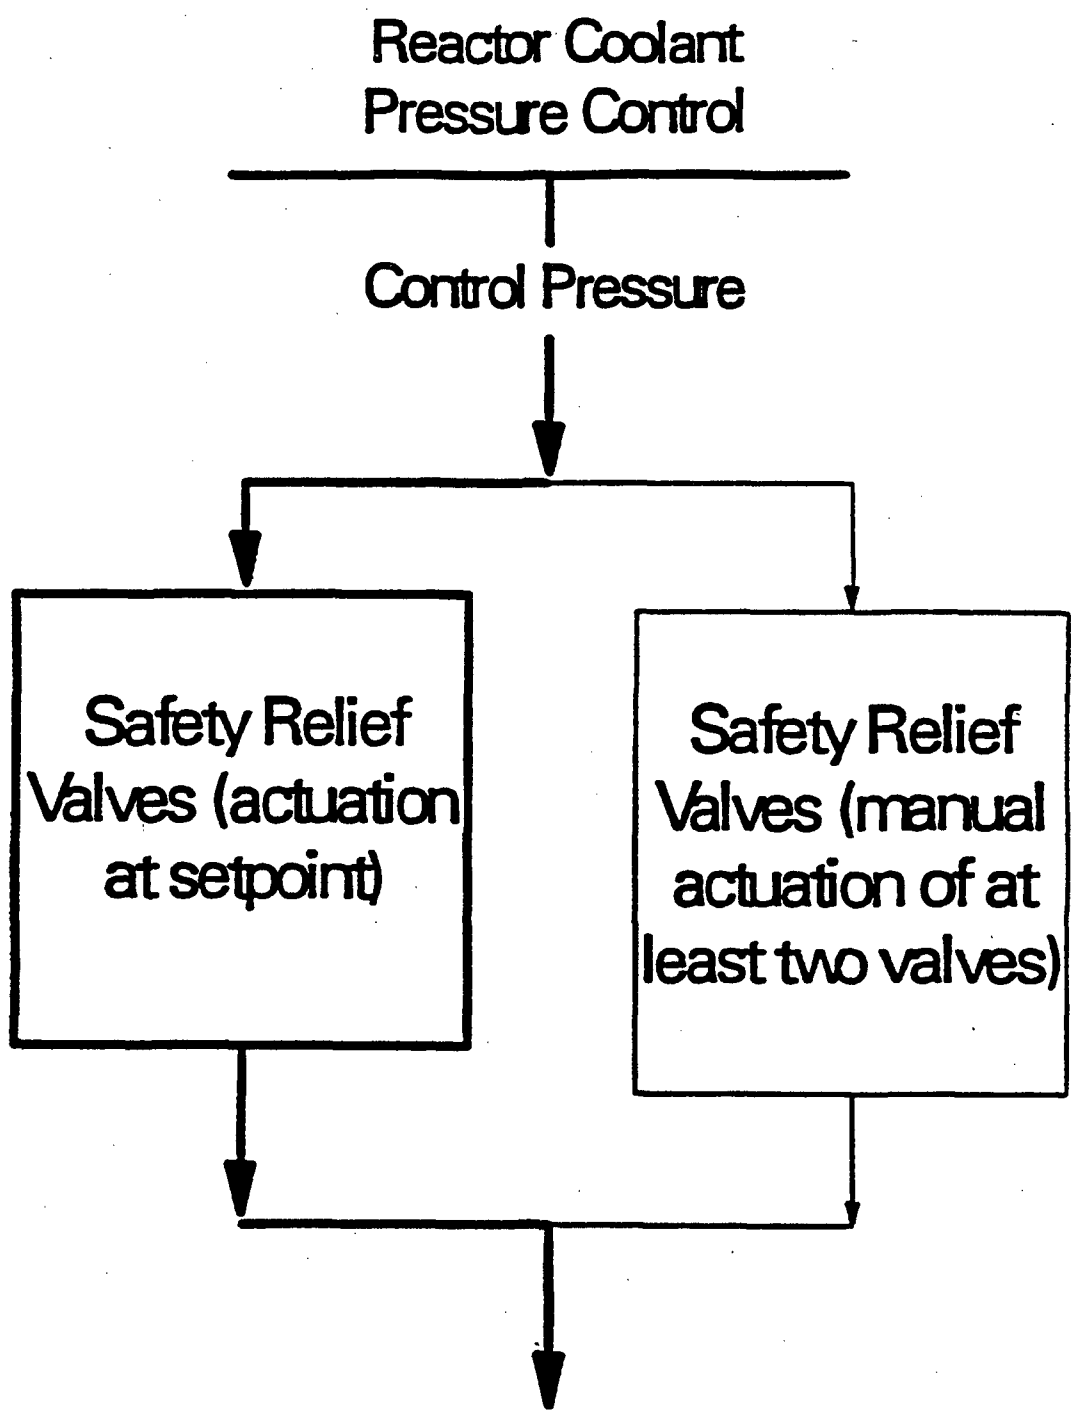 Reactor Coolant
Pressure Control
Control Pressure
Safety Relief
Valves (actuation
at setpoint)
Safety Relief
Valves (manual
actuation of at
least two valves)